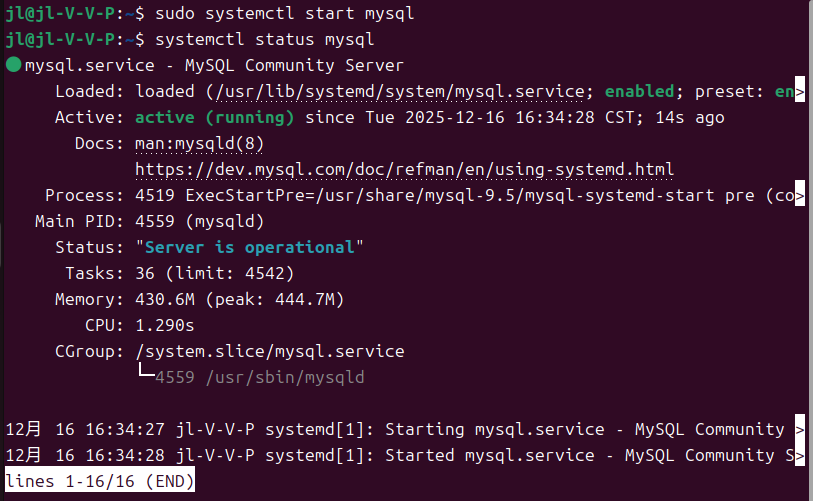 jl@jl-V-V-P:~$ sudo systemctl start mysql
jl@jl-V-V-P:~$ systemctl status mysql
●mysql.service - MySQL Community Server
     Loaded: loaded (/usr/lib/systemd/system/mysql.service; enabled; preset: en>
     Active: active (running) since Tue 2025-12-16 16:34:28 CST; 14s ago
       Docs: man:mysqld(8)
             https://dev.mysql.com/doc/refman/en/using-systemd.html
    Process: 4519 ExecStartPre=/usr/share/mysql-9.5/mysql-systemd-start pre (co>
   Main PID: 4559 (mysqld)
     Status: "Server is operational"
      Tasks: 36 (limit: 4542)
     Memory: 430.6M (peak: 444.7M)
        CPU: 1.290s
     CGroup: /system.slice/mysql.service
             └─4559 /usr/sbin/mysqld
12月 16 16:34:27 jl-V-V-P systemd[1]: Starting mysql.service - MySQL Community >
12月 16 16:34:28 jl-V-V-P systemd[1]: Started mysql.service - MySQL Community S>
lines 1-16/16 (END)